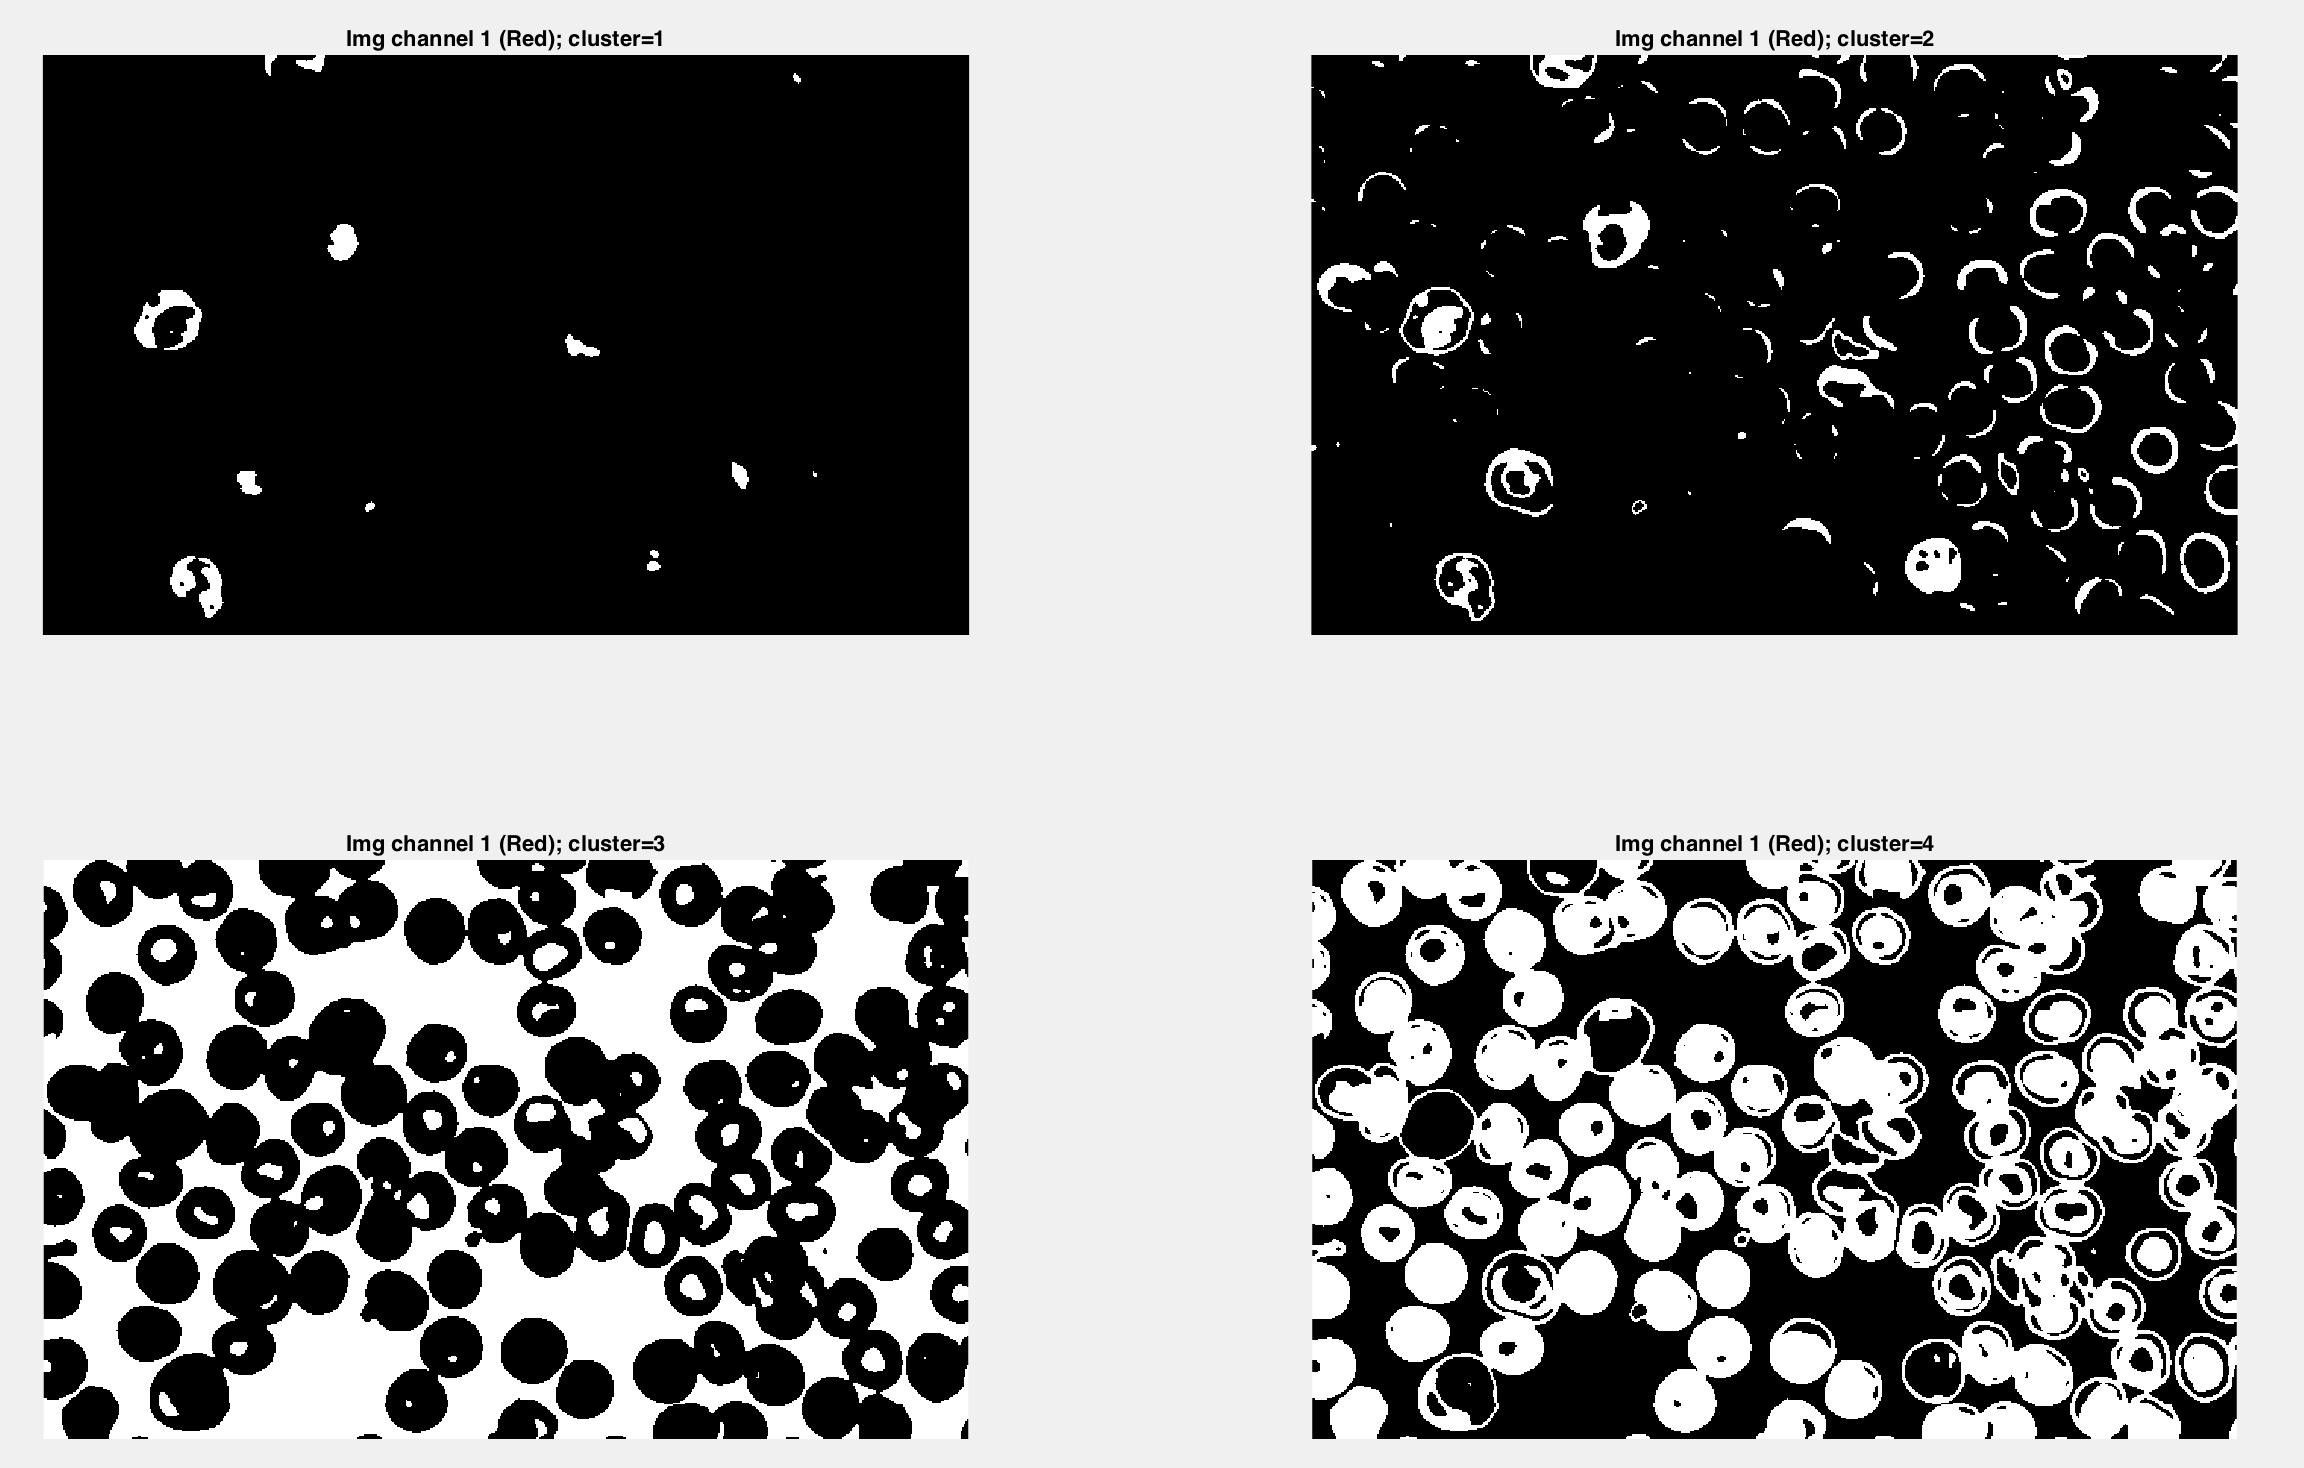 Img channel 1 (Red); cluster=1
Img channel 1 (Red); cluster=2
Img channel 1 (Red); cluster=3
Img channel 1 (Red); cluster=4